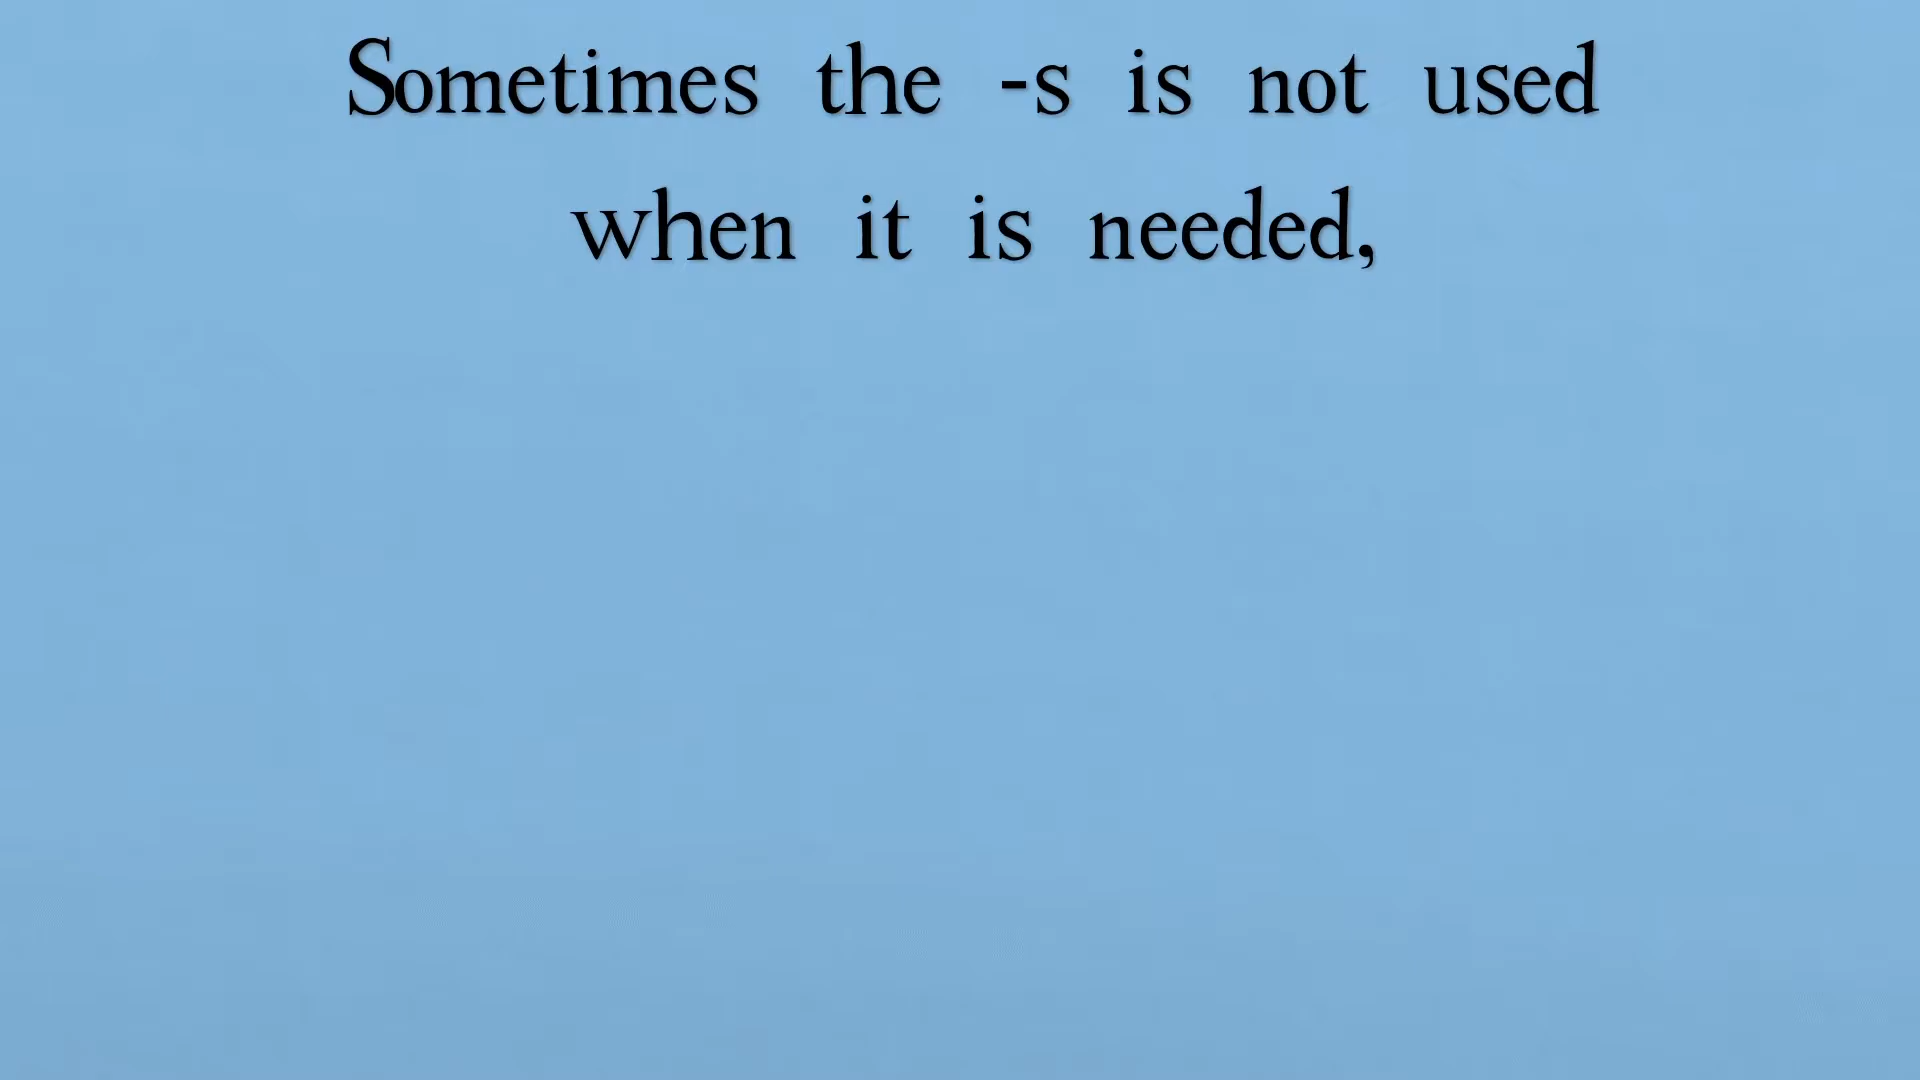 Sometimes the -s is not used
when it is needed,